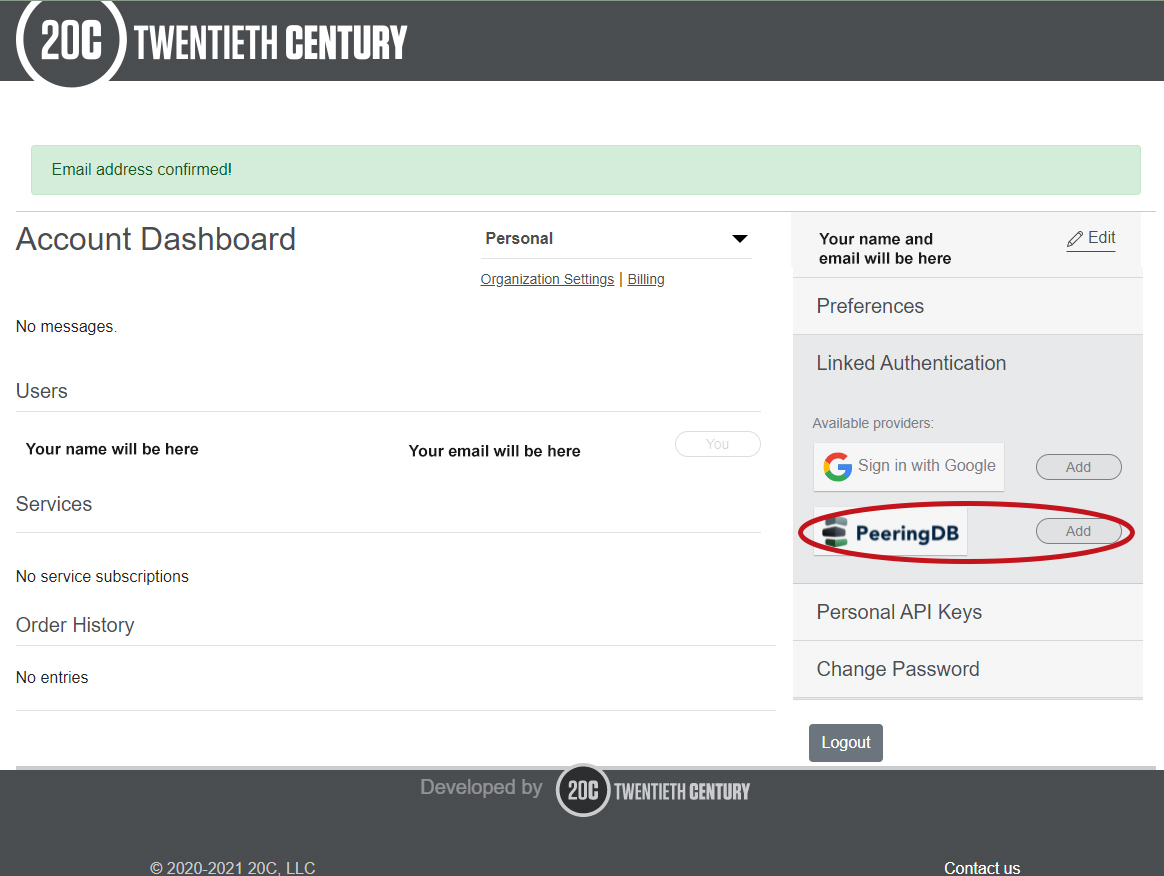 20C TWENTIETH CENTURY
Email address confirmed!
Account Dashboard
Personal
Organization Settings | Billing
No messages.
Users
Your name will be here Your email will be here You
Services
No service subscriptions
Order History
No entries
Your name and
email will be here
Edit
Preferences
Linked Authentication
Available providers:
Sign in with Google Add
PeeringDB Add
Personal API Keys
Change Password
Logout
Developed by 20C TWENTIETH CENTURY
© 2020-2021 20C, LLC Contact us